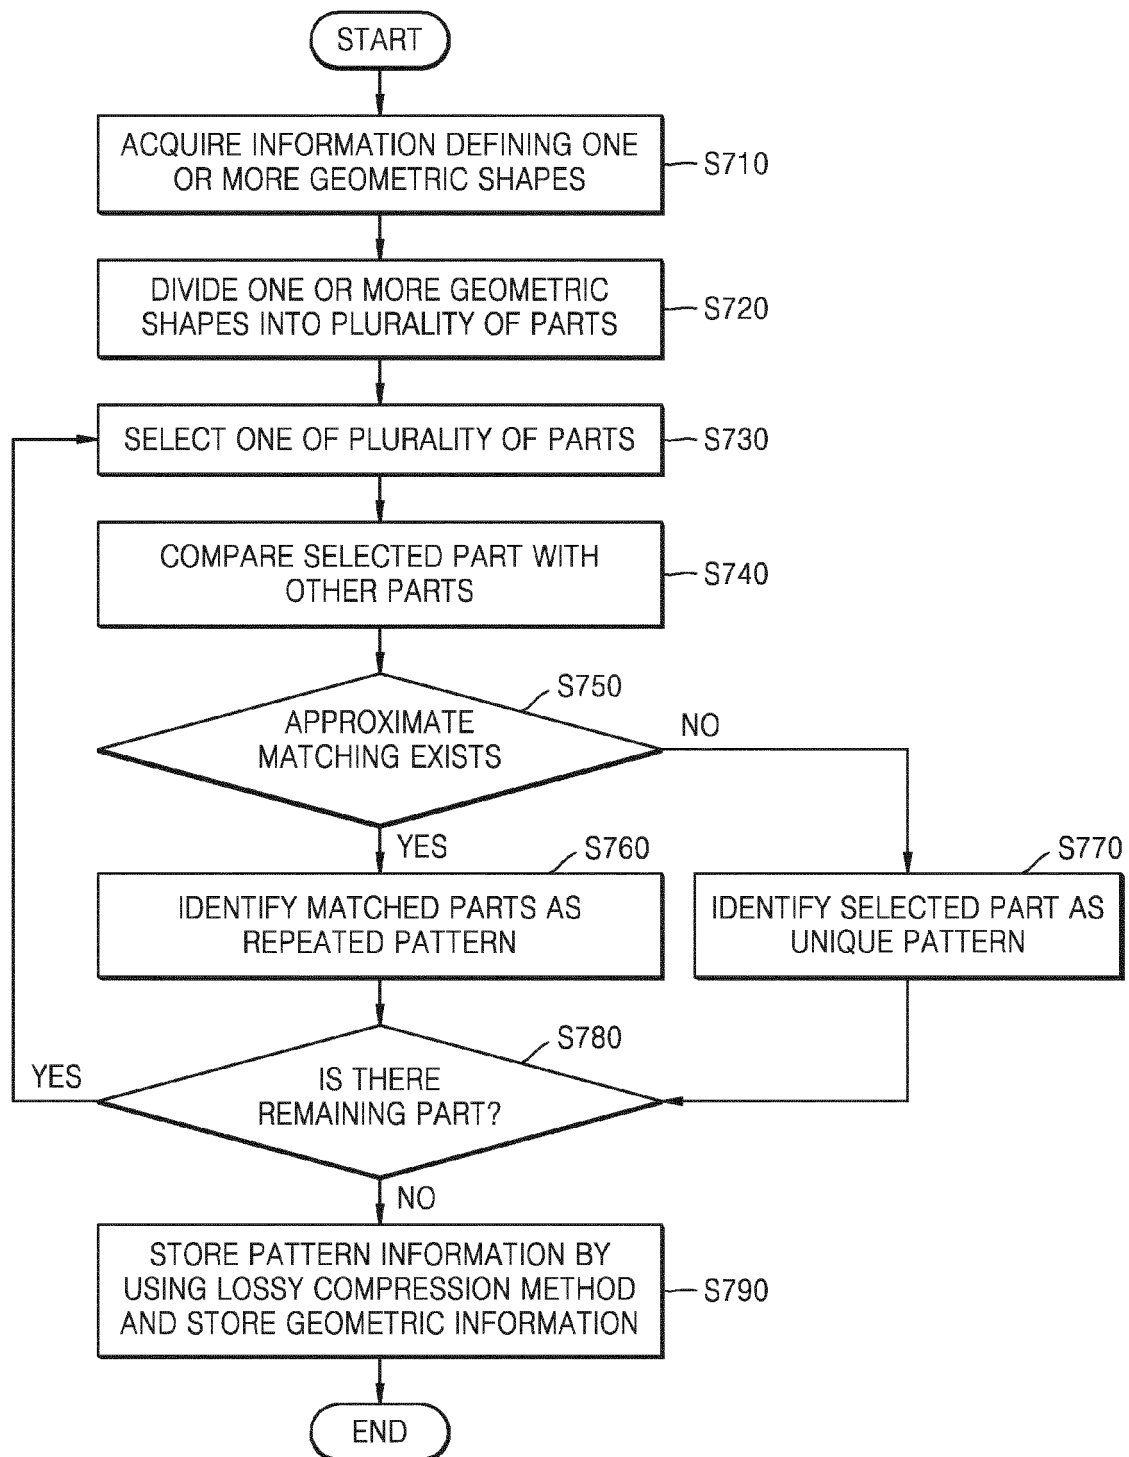 START
ACQUIRE INFORMATION DEFINING ONE
OR MORE GEOMETRIC SHAPES
S710
DIVIDE ONE OR MORE GEOMETRIC
SHAPES INTO PLURALITY OF PARTS
S720
SELECT ONE OF PLURALITY OF PARTS
S730
COMPARE SELECTED PART WITH
OTHER PARTS
S740
S750
APPROXIMATE
MATCHING EXISTS
NO
YES
S760
IDENTIFY MATCHED PARTS AS
REPEATED PATTERN
S770
IDENTIFY SELECTED PART AS
UNIQUE PATTERN
S780
IS THERE
REMAINING PART?
YES
NO
STORE PATTERN INFORMATION BY
USING LOSSY COMPRESSION METHOD
AND STORE GEOMETRIC INFORMATION
S790
END